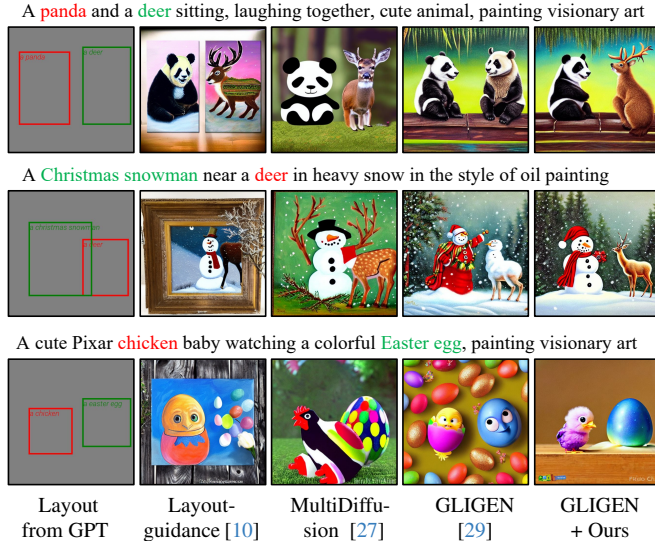 A panda and a deer sitting, laughing together, cute animal, painting visionary art
a panda
a deer
A Christmas snowman near a deer in heavy snow in the style of oil painting
a christmas snowman
a deer
A cute Pixar chicken baby watching a colorful Easter egg, painting visionary art
a chicken
a easter egg
Layout
from GPT
Layout-
guidance [10]
MultiDiffu-
sion [27]
GLIGEN
[29]
GLIGEN
+ Ours